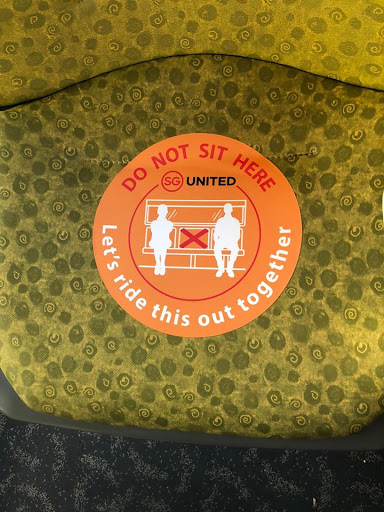 DO NOT SIT HERE
SG UNITED
Let's ride this out together